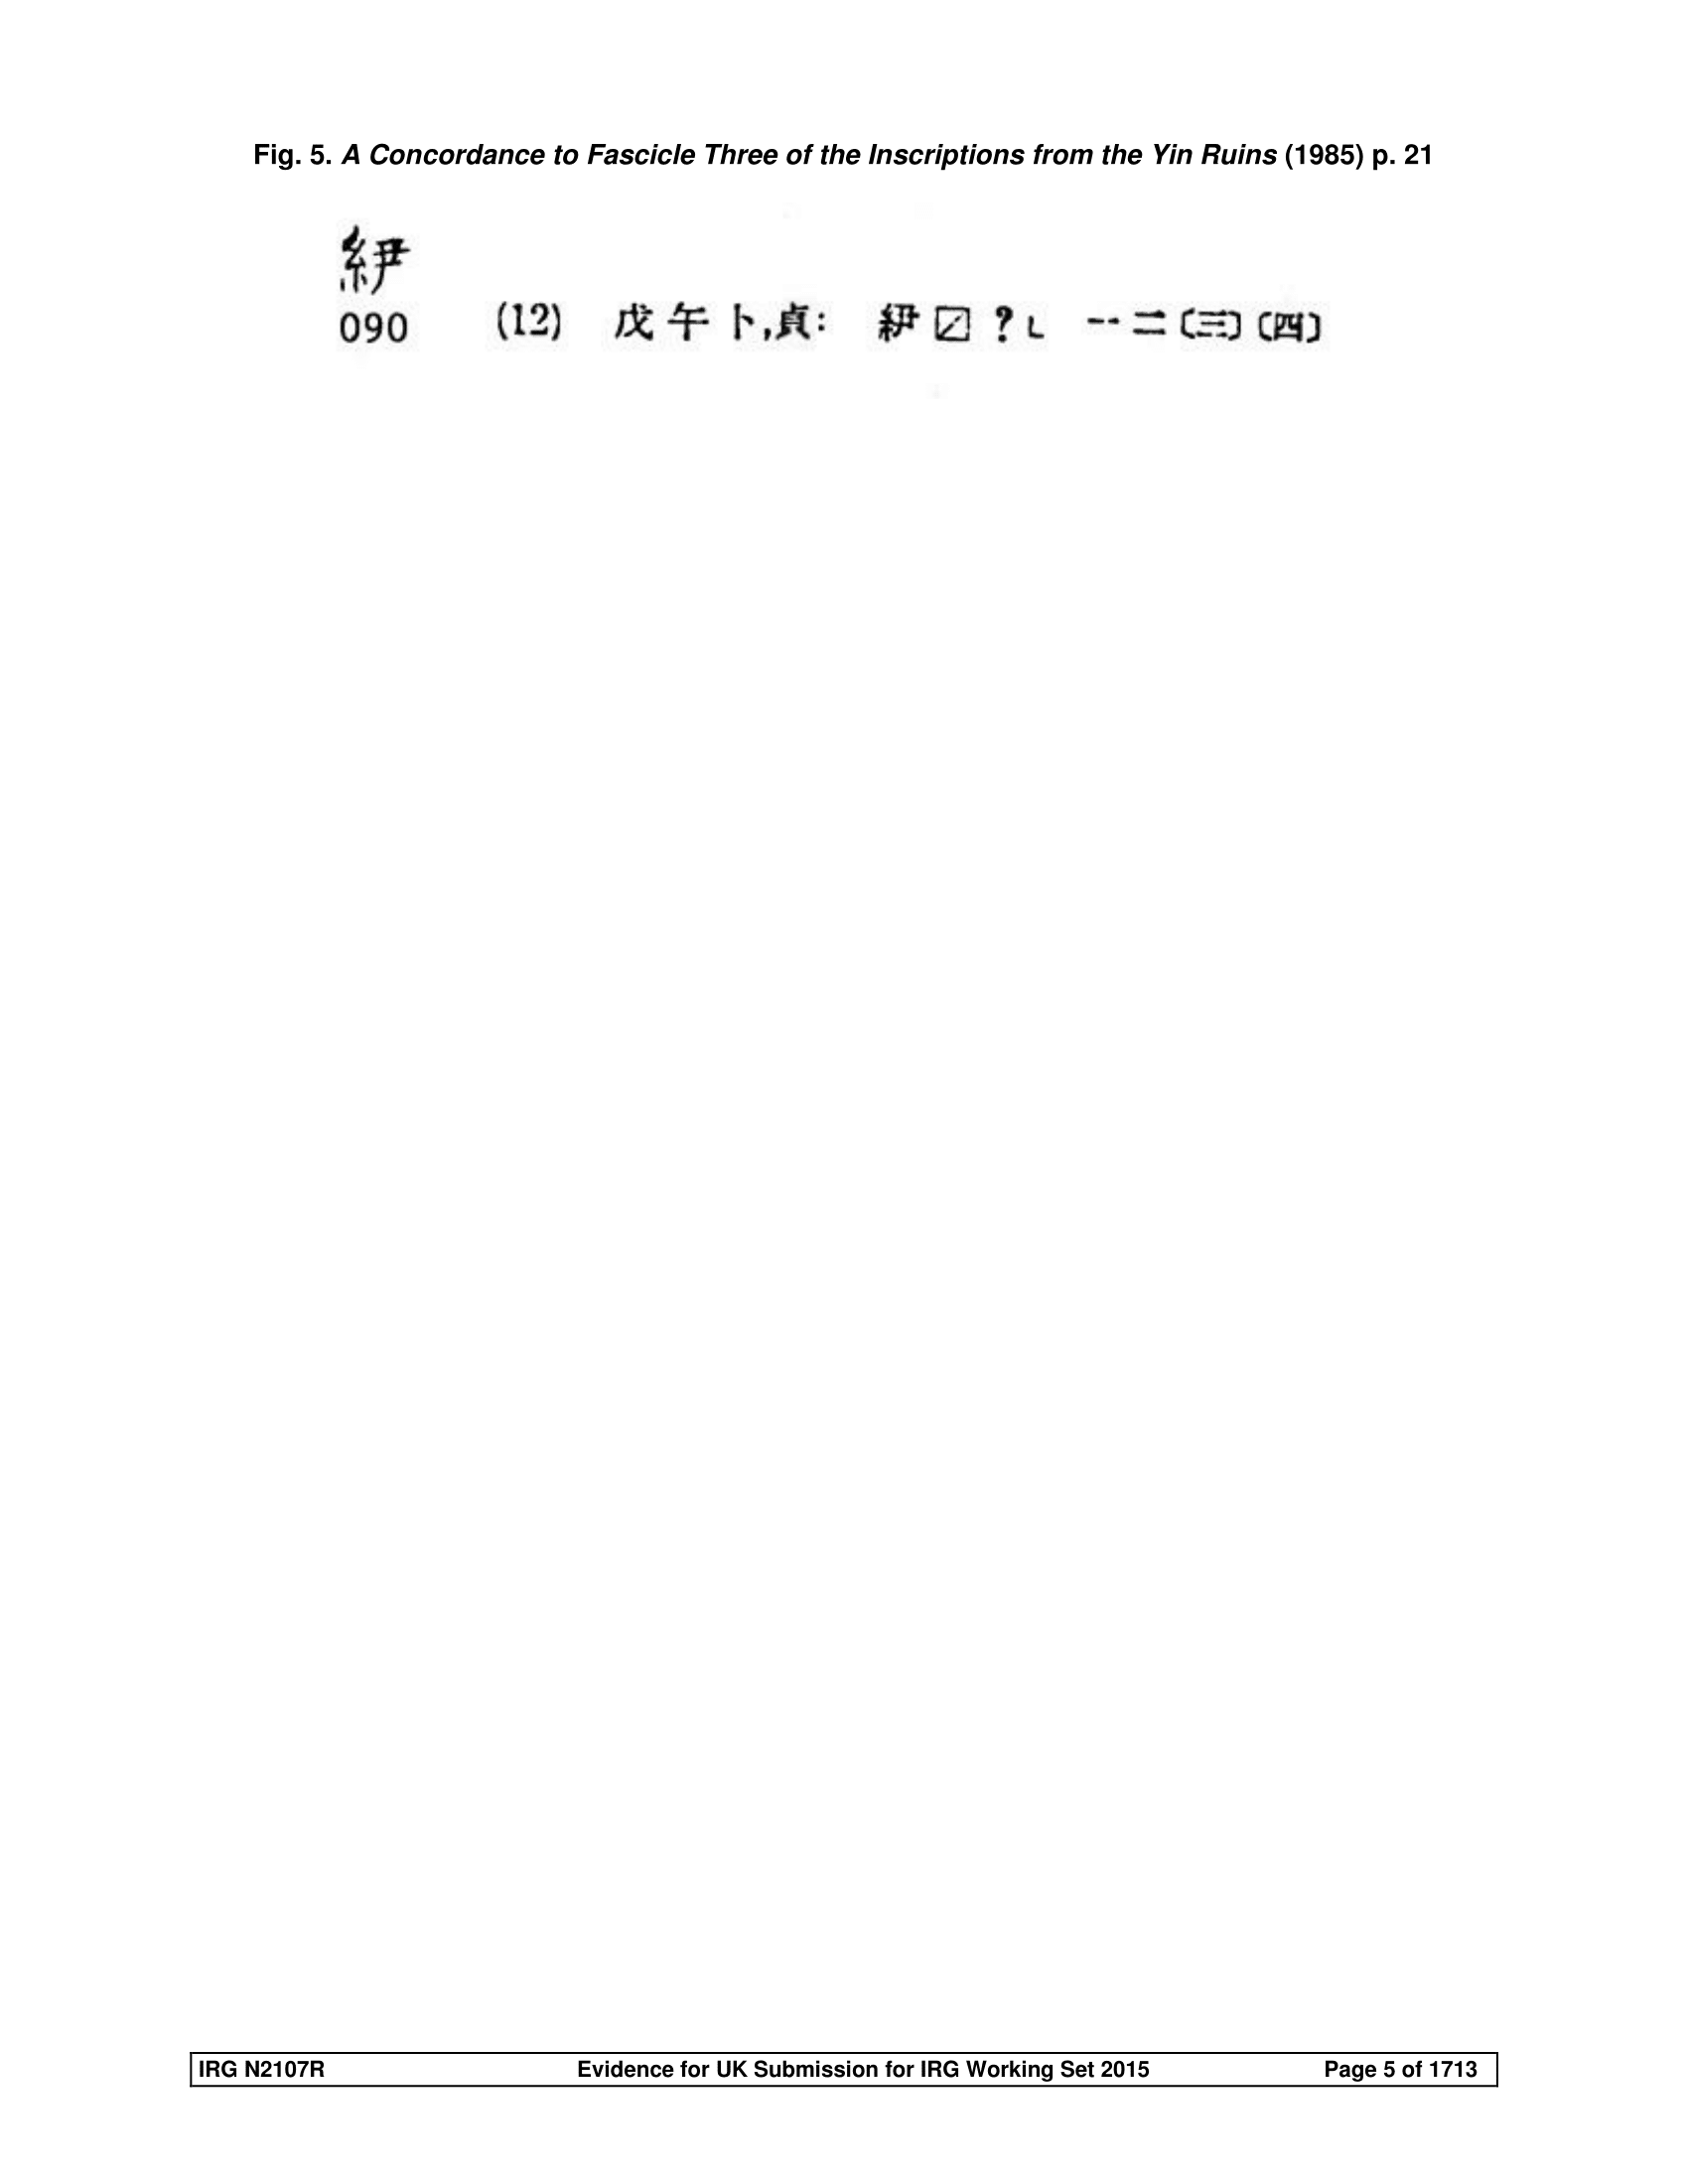 Fig. 5. A Concordance to Fascicle Three of the Inscriptions from the Yin Ruins (1985) p. 21
090 (12) 戊午卜,貞: 〼?﹂ 一二〔三〕〔四〕
IRG N2107R Evidence for UK Submission for IRG Working Set 2015 Page 5 of 1713